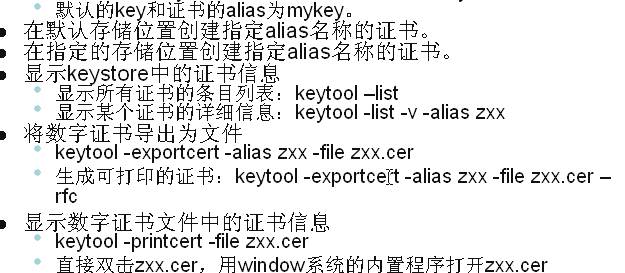 默认的key和证书的alias为mykey。
在默认存储位置创建指定alias名称的证书。
在指定的存储位置创建指定alias名称的证书。
显示keystore中的证书信息
显示所有证书的条目列表：keytool –list
显示某个证书的详细信息：keytool -list -v -alias zxx
将数字证书导出为文件
keytool -exportcert -alias zxx -file zxx.cer
生成可打印的证书：keytool -exportcert -alias zxx -file zxx.cer –
rfc
显示数字证书文件中的证书信息
keytool -printcert -file zxx.cer
直接双击zxx.cer，用window系统的内置程序打开zxx.cer